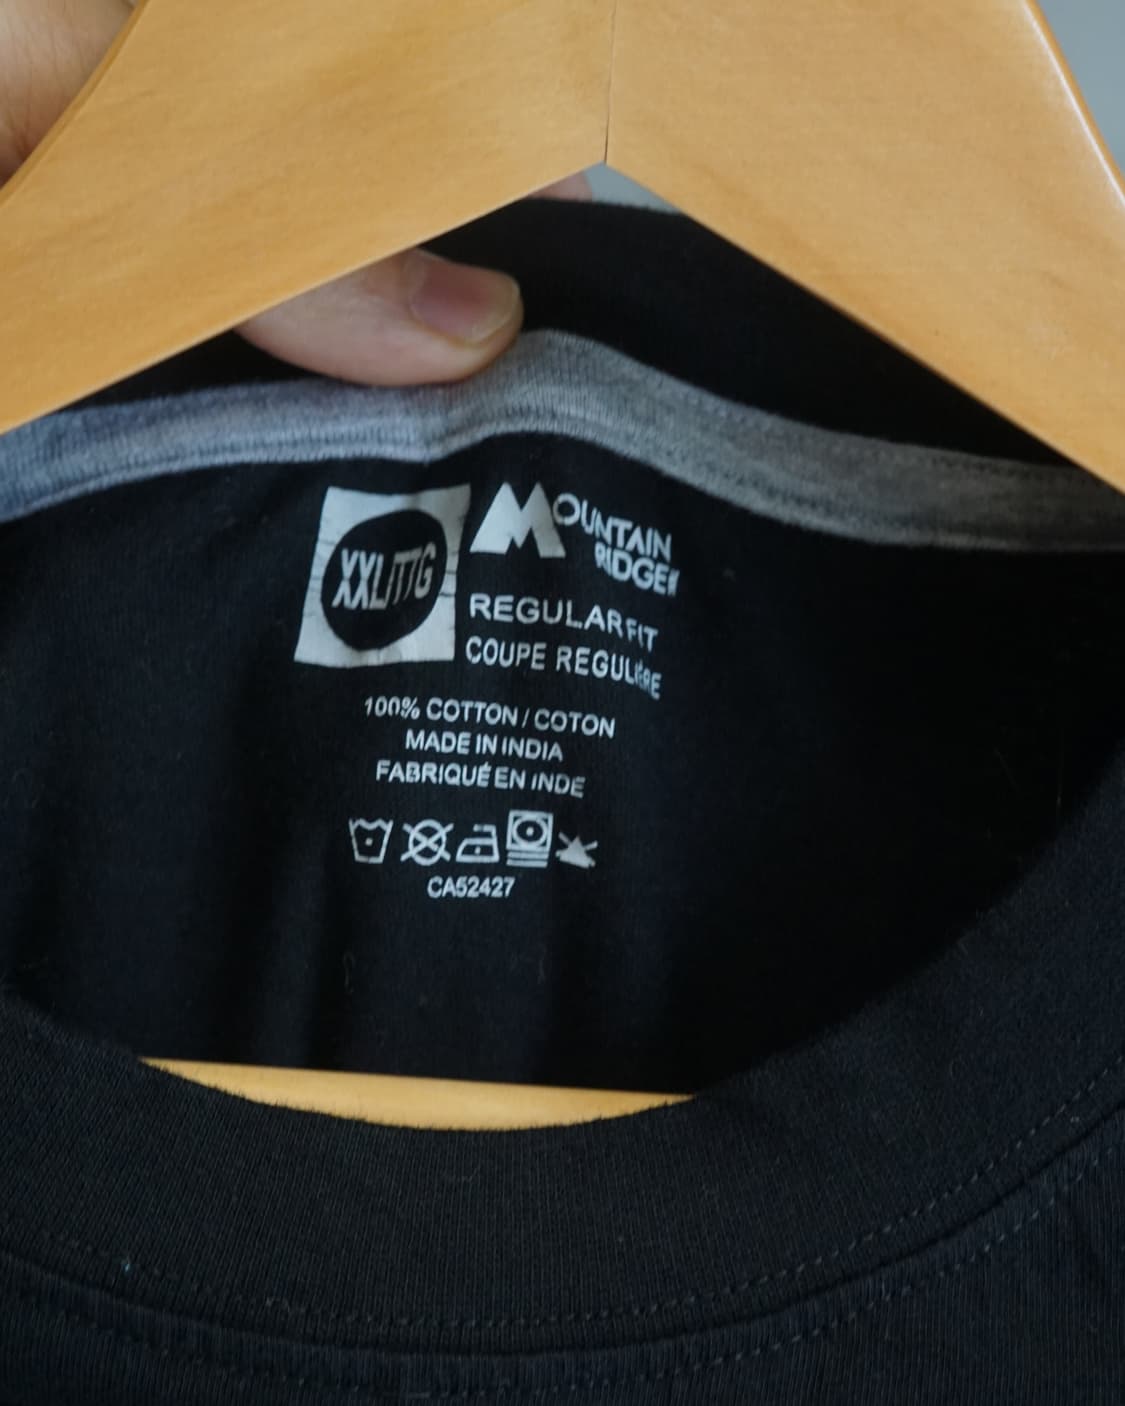 XXL/TTG
MOUNTAIN
RIDGE
REGULAR FIT
COUPE REGULIÈRE
100% COTTON / COTON
MADE IN INDIA
FABRIQUÉ EN INDE
CA52427